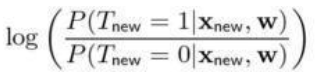 log ( P(T_new = 1|x_new, w) / P(T_new = 0|x_new, w) )